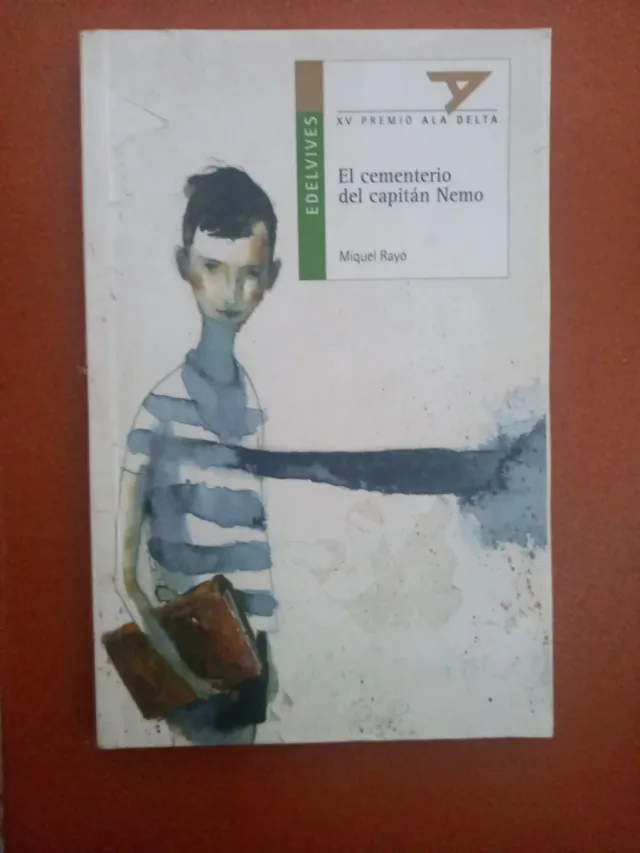 XV PREMIO ALA DELTA
EDELVIVES
El cementerio
del capitán Nemo
Miquel Rayó